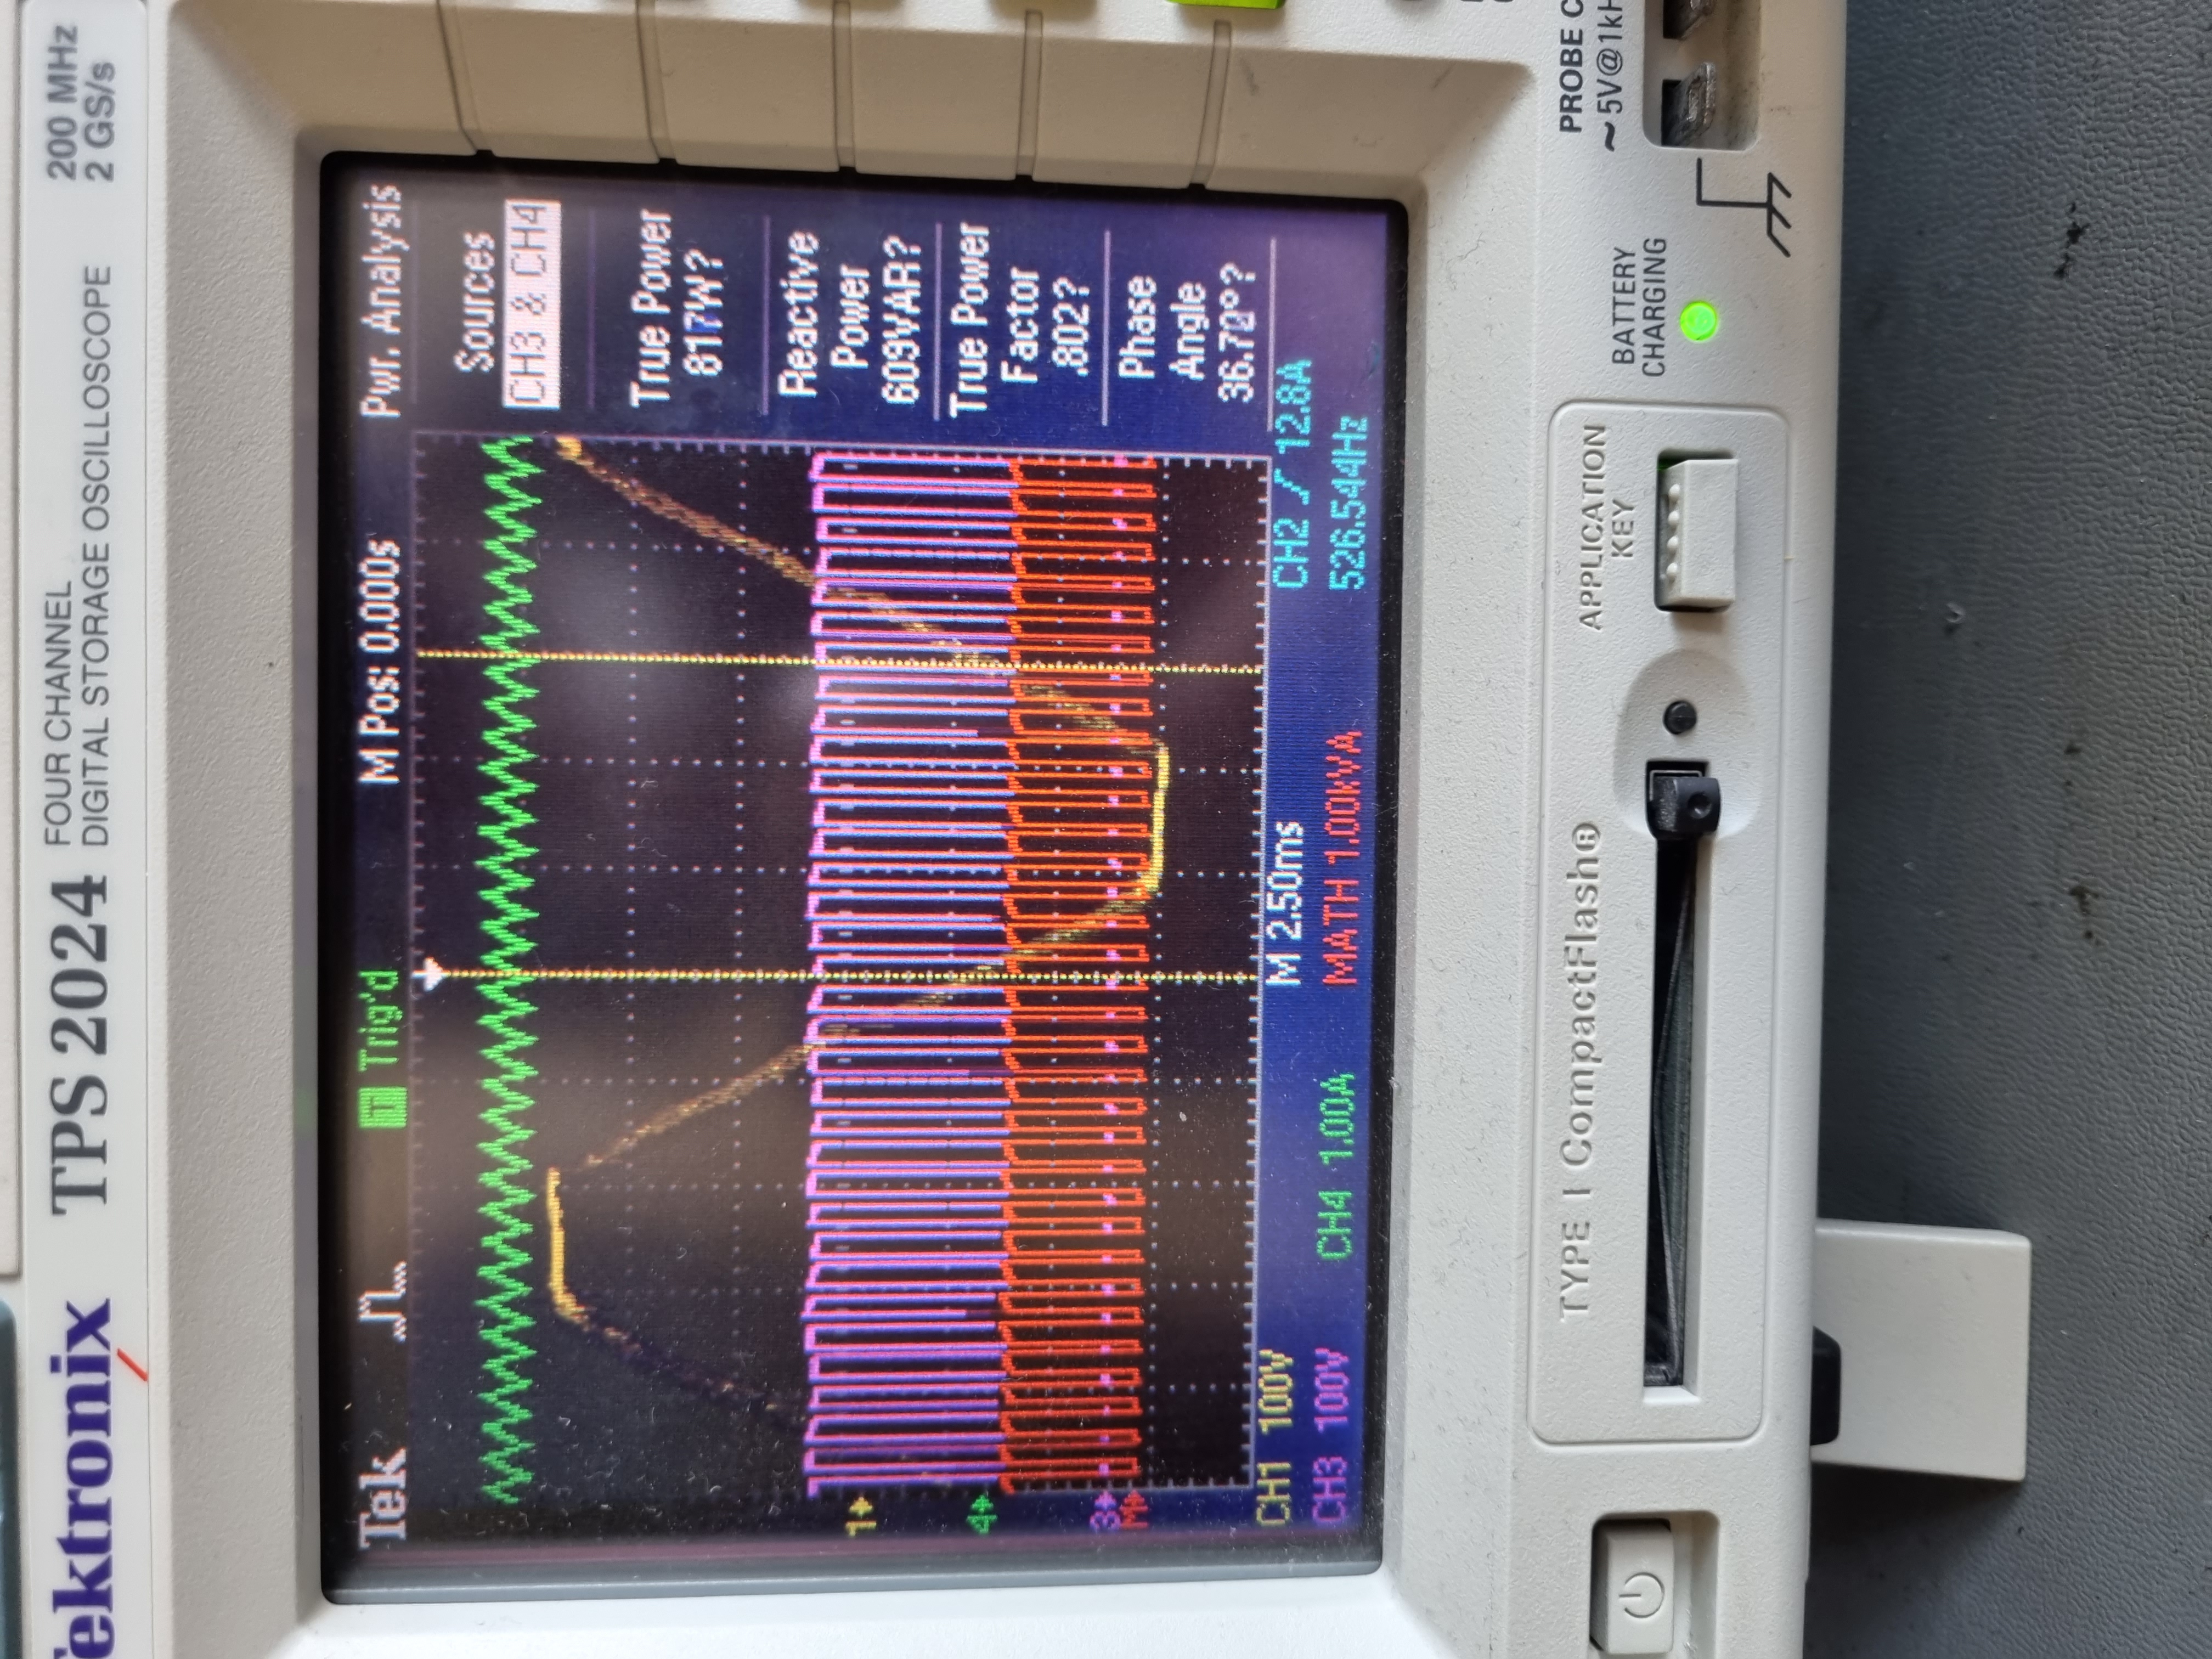 Tektronix TPS 2024 FOUR CHANNEL 200 MHz
DIGITAL STORAGE OSCILLOSCOPE 2 GS/s
Tek Trig'd M Pos: 0.000s Pwr. Analysis
Sources
CH3 & CH4
True Power
817W?
Reactive
Power
609VAR?
True Power
Factor
.802?
Phase
Angle
1
4
3
M
CH1 100V M 2.50ms CH2 12.8A
CH3 100V CH4 1.00A MATH 1.00kVA 526.544Hz
TYPE I CompactFlash®
APPLICATION
KEY
BATTERY
CHARGING
PROBE
~5V@1kH